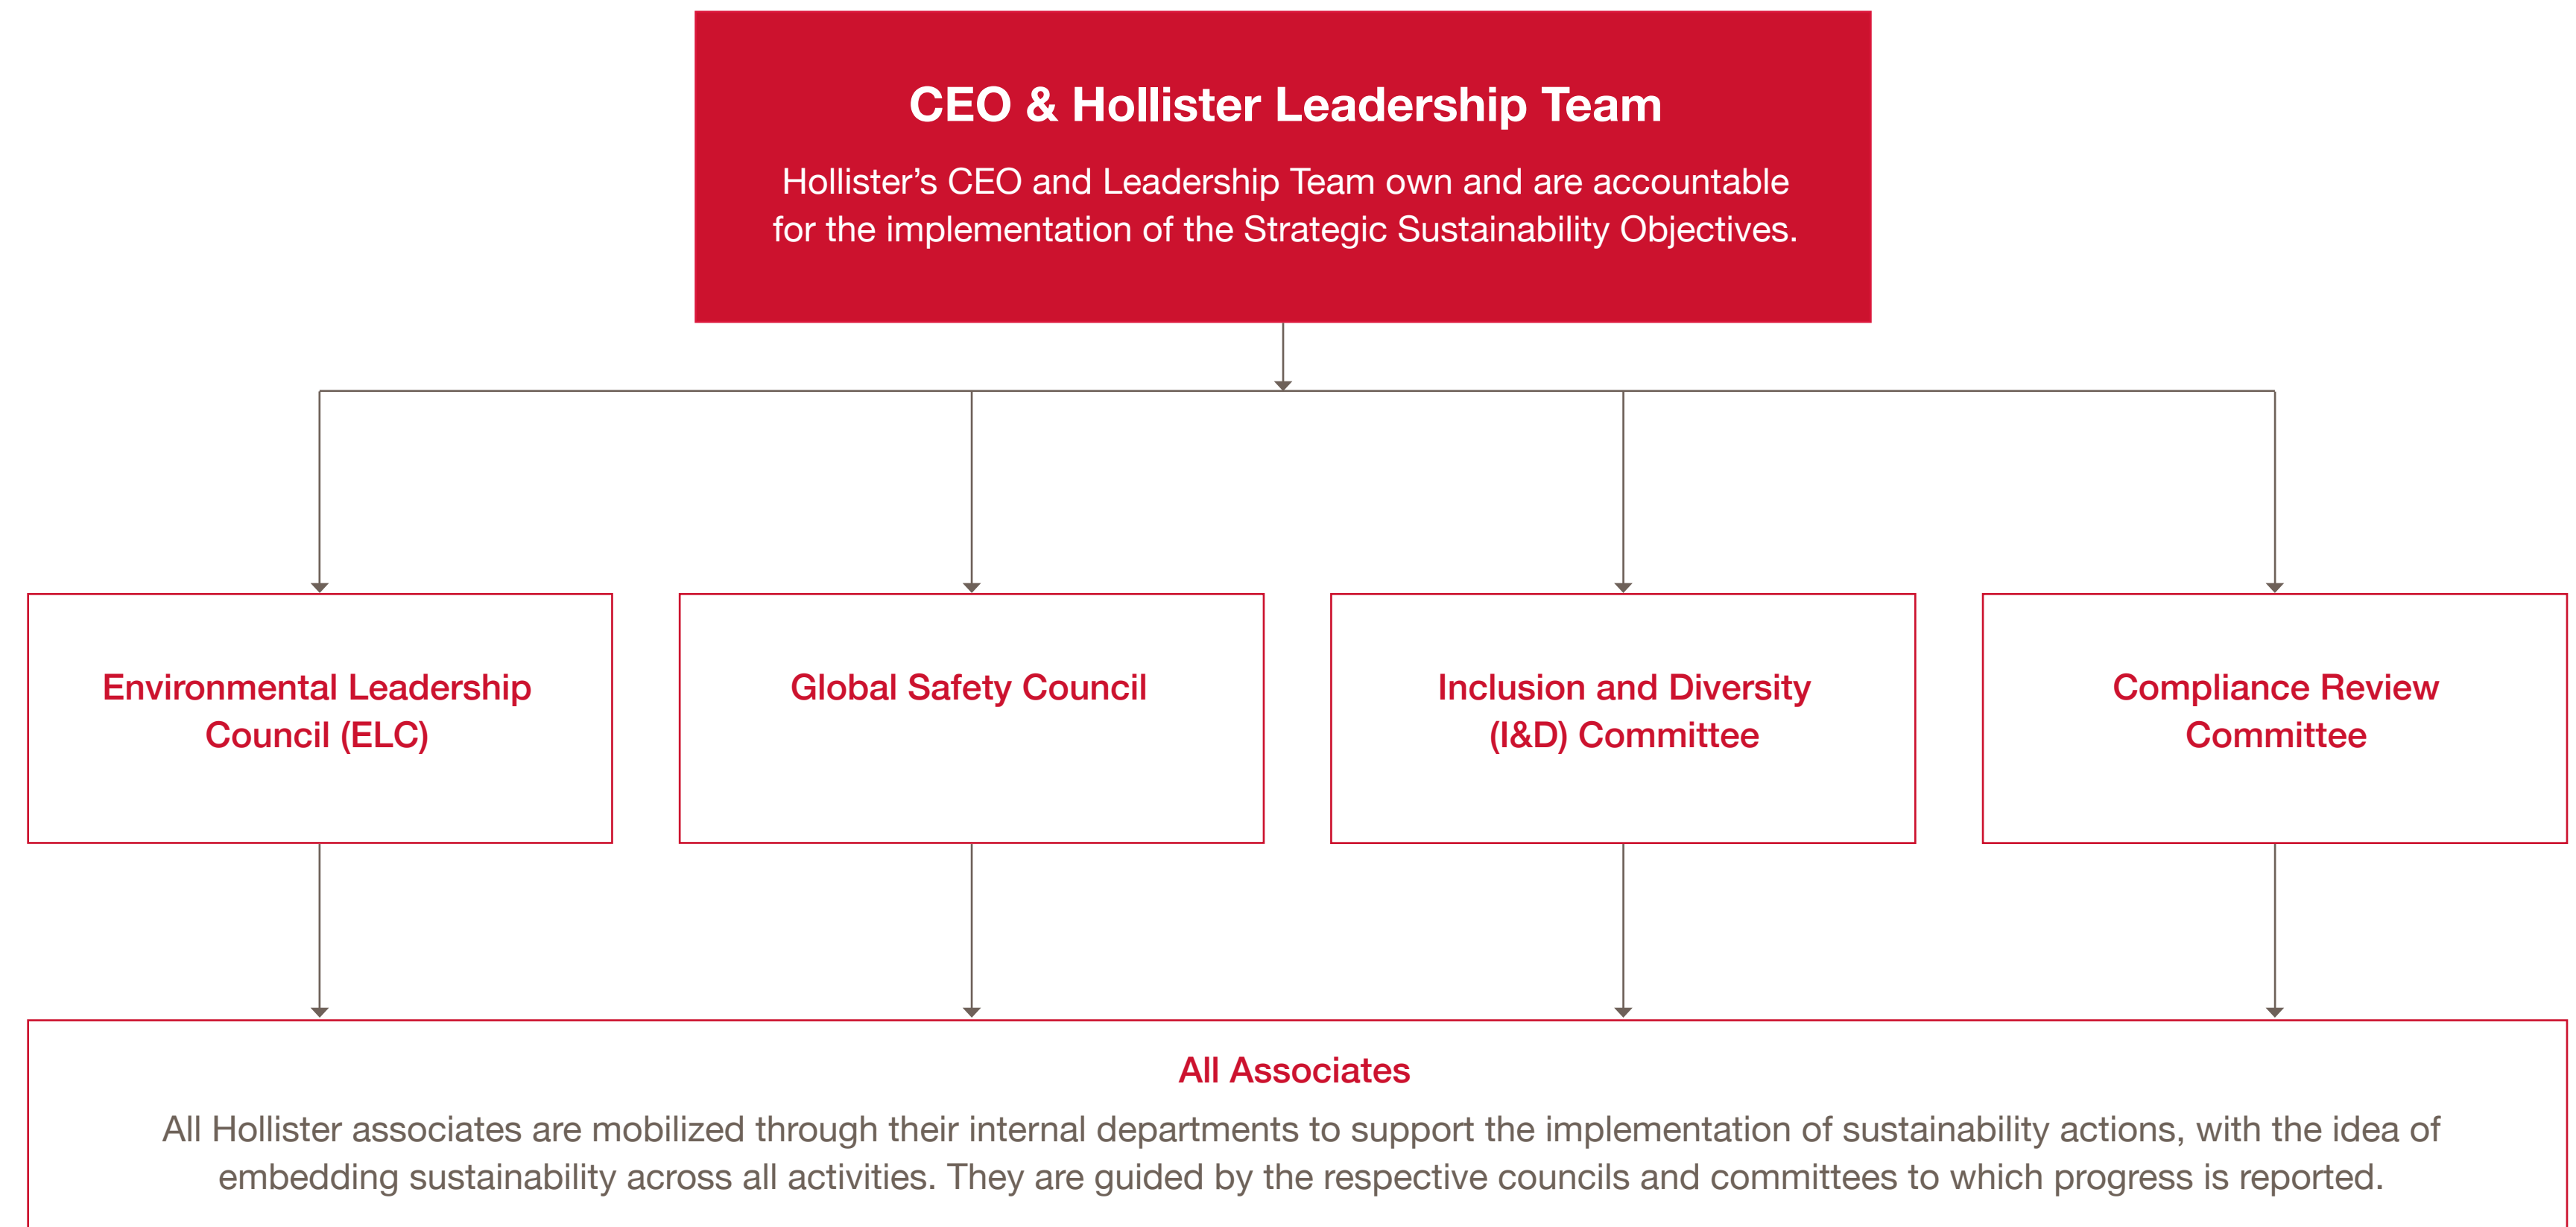 CEO & Hollister Leadership Team
Hollister’s CEO and Leadership Team own and are accountable
for the implementation of the Strategic Sustainability Objectives.
Environmental Leadership
Council (ELC)
Global Safety Council
Inclusion and Diversity
(I&D) Committee
Compliance Review
Committee
All Associates
All Hollister associates are mobilized through their internal departments to support the implementation of sustainability actions, with the idea of
embedding sustainability across all activities. They are guided by the respective councils and committees to which progress is reported.